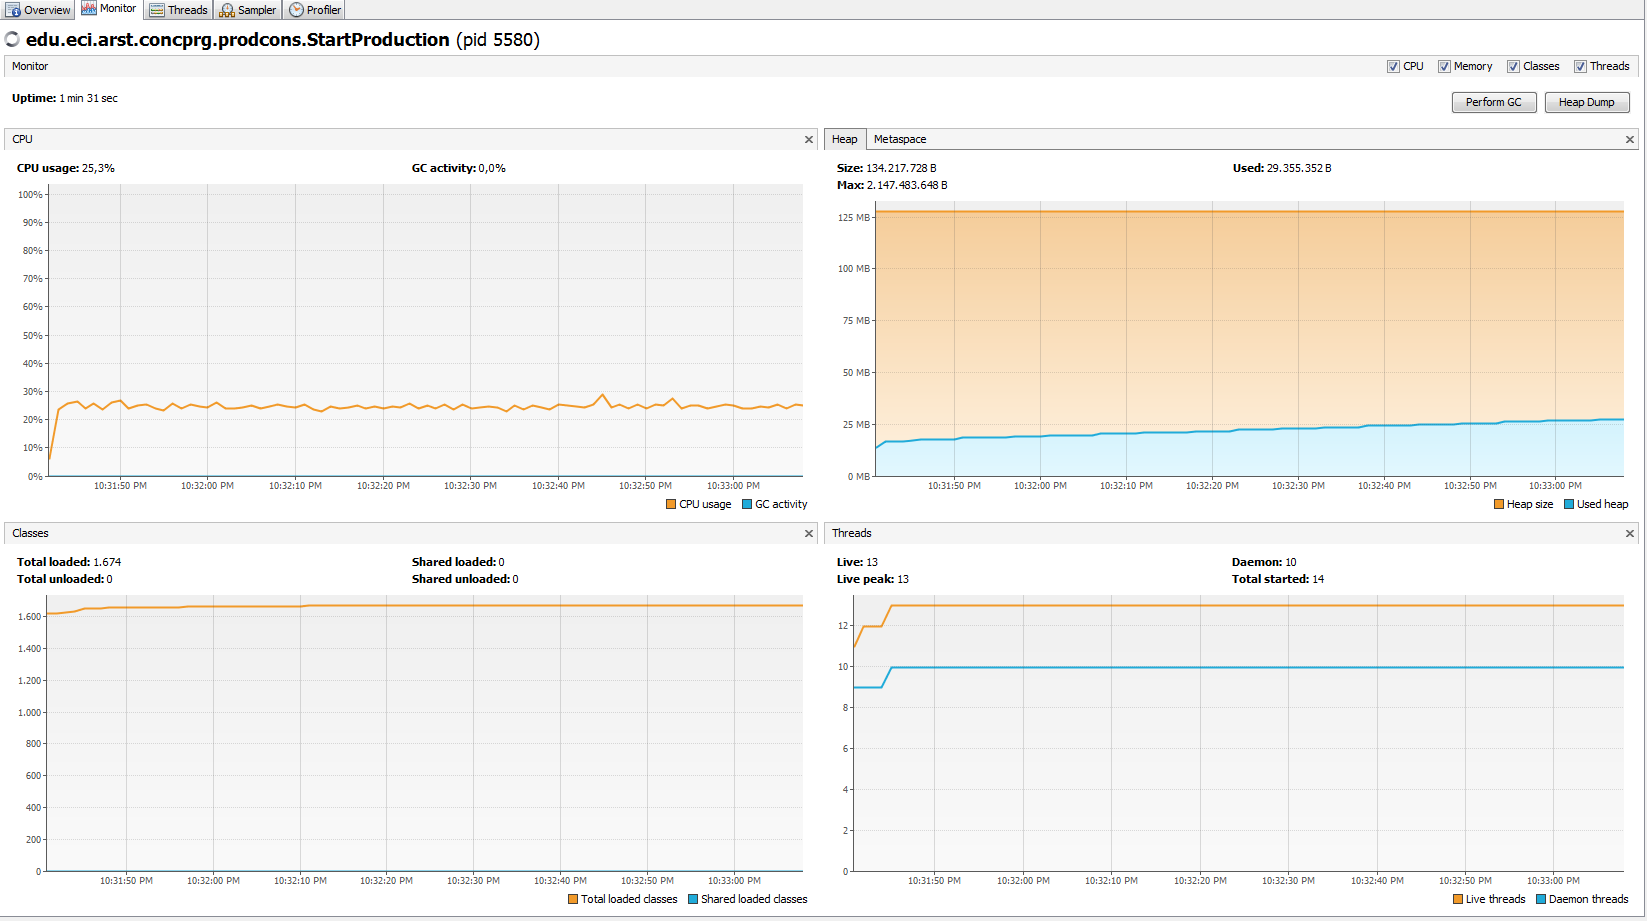 Overview Monitor Threads Sampler Profiler
edu.eci.arst.concprg.prodcons.StartProduction (pid 5580)
Monitor CPU Memory Classes Threads
Uptime: 1 min 31 sec
Perform GC Heap Dump
CPU
CPU usage: 25,3% GC activity: 0,0%
100%
90%
80%
70%
60%
50%
40%
30%
20%
10%
0%
10:31:50 PM 10:32:00 PM 10:32:10 PM 10:32:20 PM 10:32:30 PM 10:32:40 PM 10:32:50 PM 10:33:00 PM
CPU usage GC activity
Heap Metaspace
Size: 134.217.728 B Used: 29.355.352 B
Max: 2.147.483.648 B
125 MB
100 MB
75 MB
50 MB
25 MB
0 MB
10:31:50 PM 10:32:00 PM 10:32:10 PM 10:32:20 PM 10:32:30 PM 10:32:40 PM 10:32:50 PM 10:33:00 PM
Heap size Used heap
Classes
Total loaded: 1.674 Shared loaded: 0
Total unloaded: 0 Shared unloaded: 0
1.600
1.400
1.200
1.000
800
600
400
200
0
10:31:50 PM 10:32:00 PM 10:32:10 PM 10:32:20 PM 10:32:30 PM 10:32:40 PM 10:32:50 PM 10:33:00 PM
Total loaded classes Shared loaded classes
Threads
Live: 13 Daemon: 10
Live peak: 13 Total started: 14
12
10
8
6
4
2
0
10:31:50 PM 10:32:00 PM 10:32:10 PM 10:32:20 PM 10:32:30 PM 10:32:40 PM 10:32:50 PM 10:33:00 PM
Live threads Daemon threads